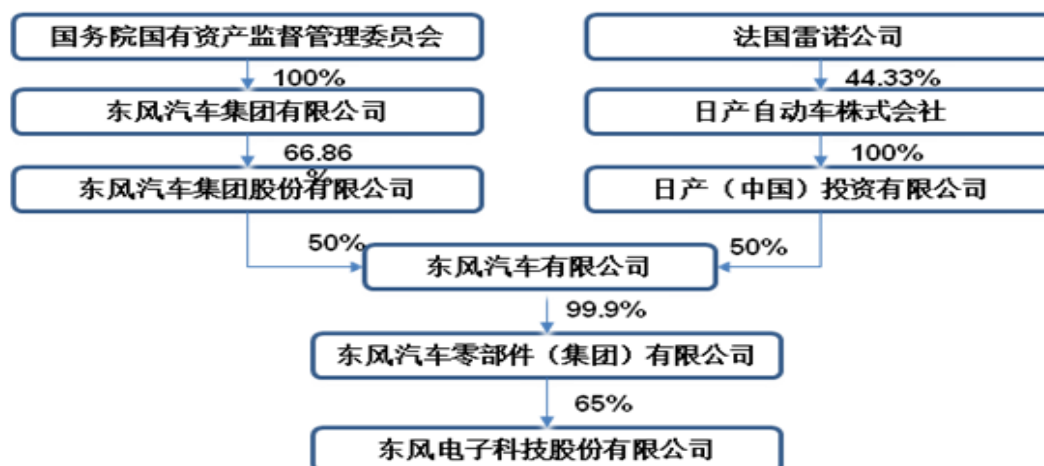 国务院国有资产监督管理委员会
法国雷诺公司
100%
44.33%
东风汽车集团有限公司
日产自动车株式会社
66.86
%
100%
东风汽车集团股份有限公司
日产（中国）投资有限公司
50%
50%
东风汽车有限公司
99.9%
东风汽车零部件（集团）有限公司
65%
东风电子科技股份有限公司